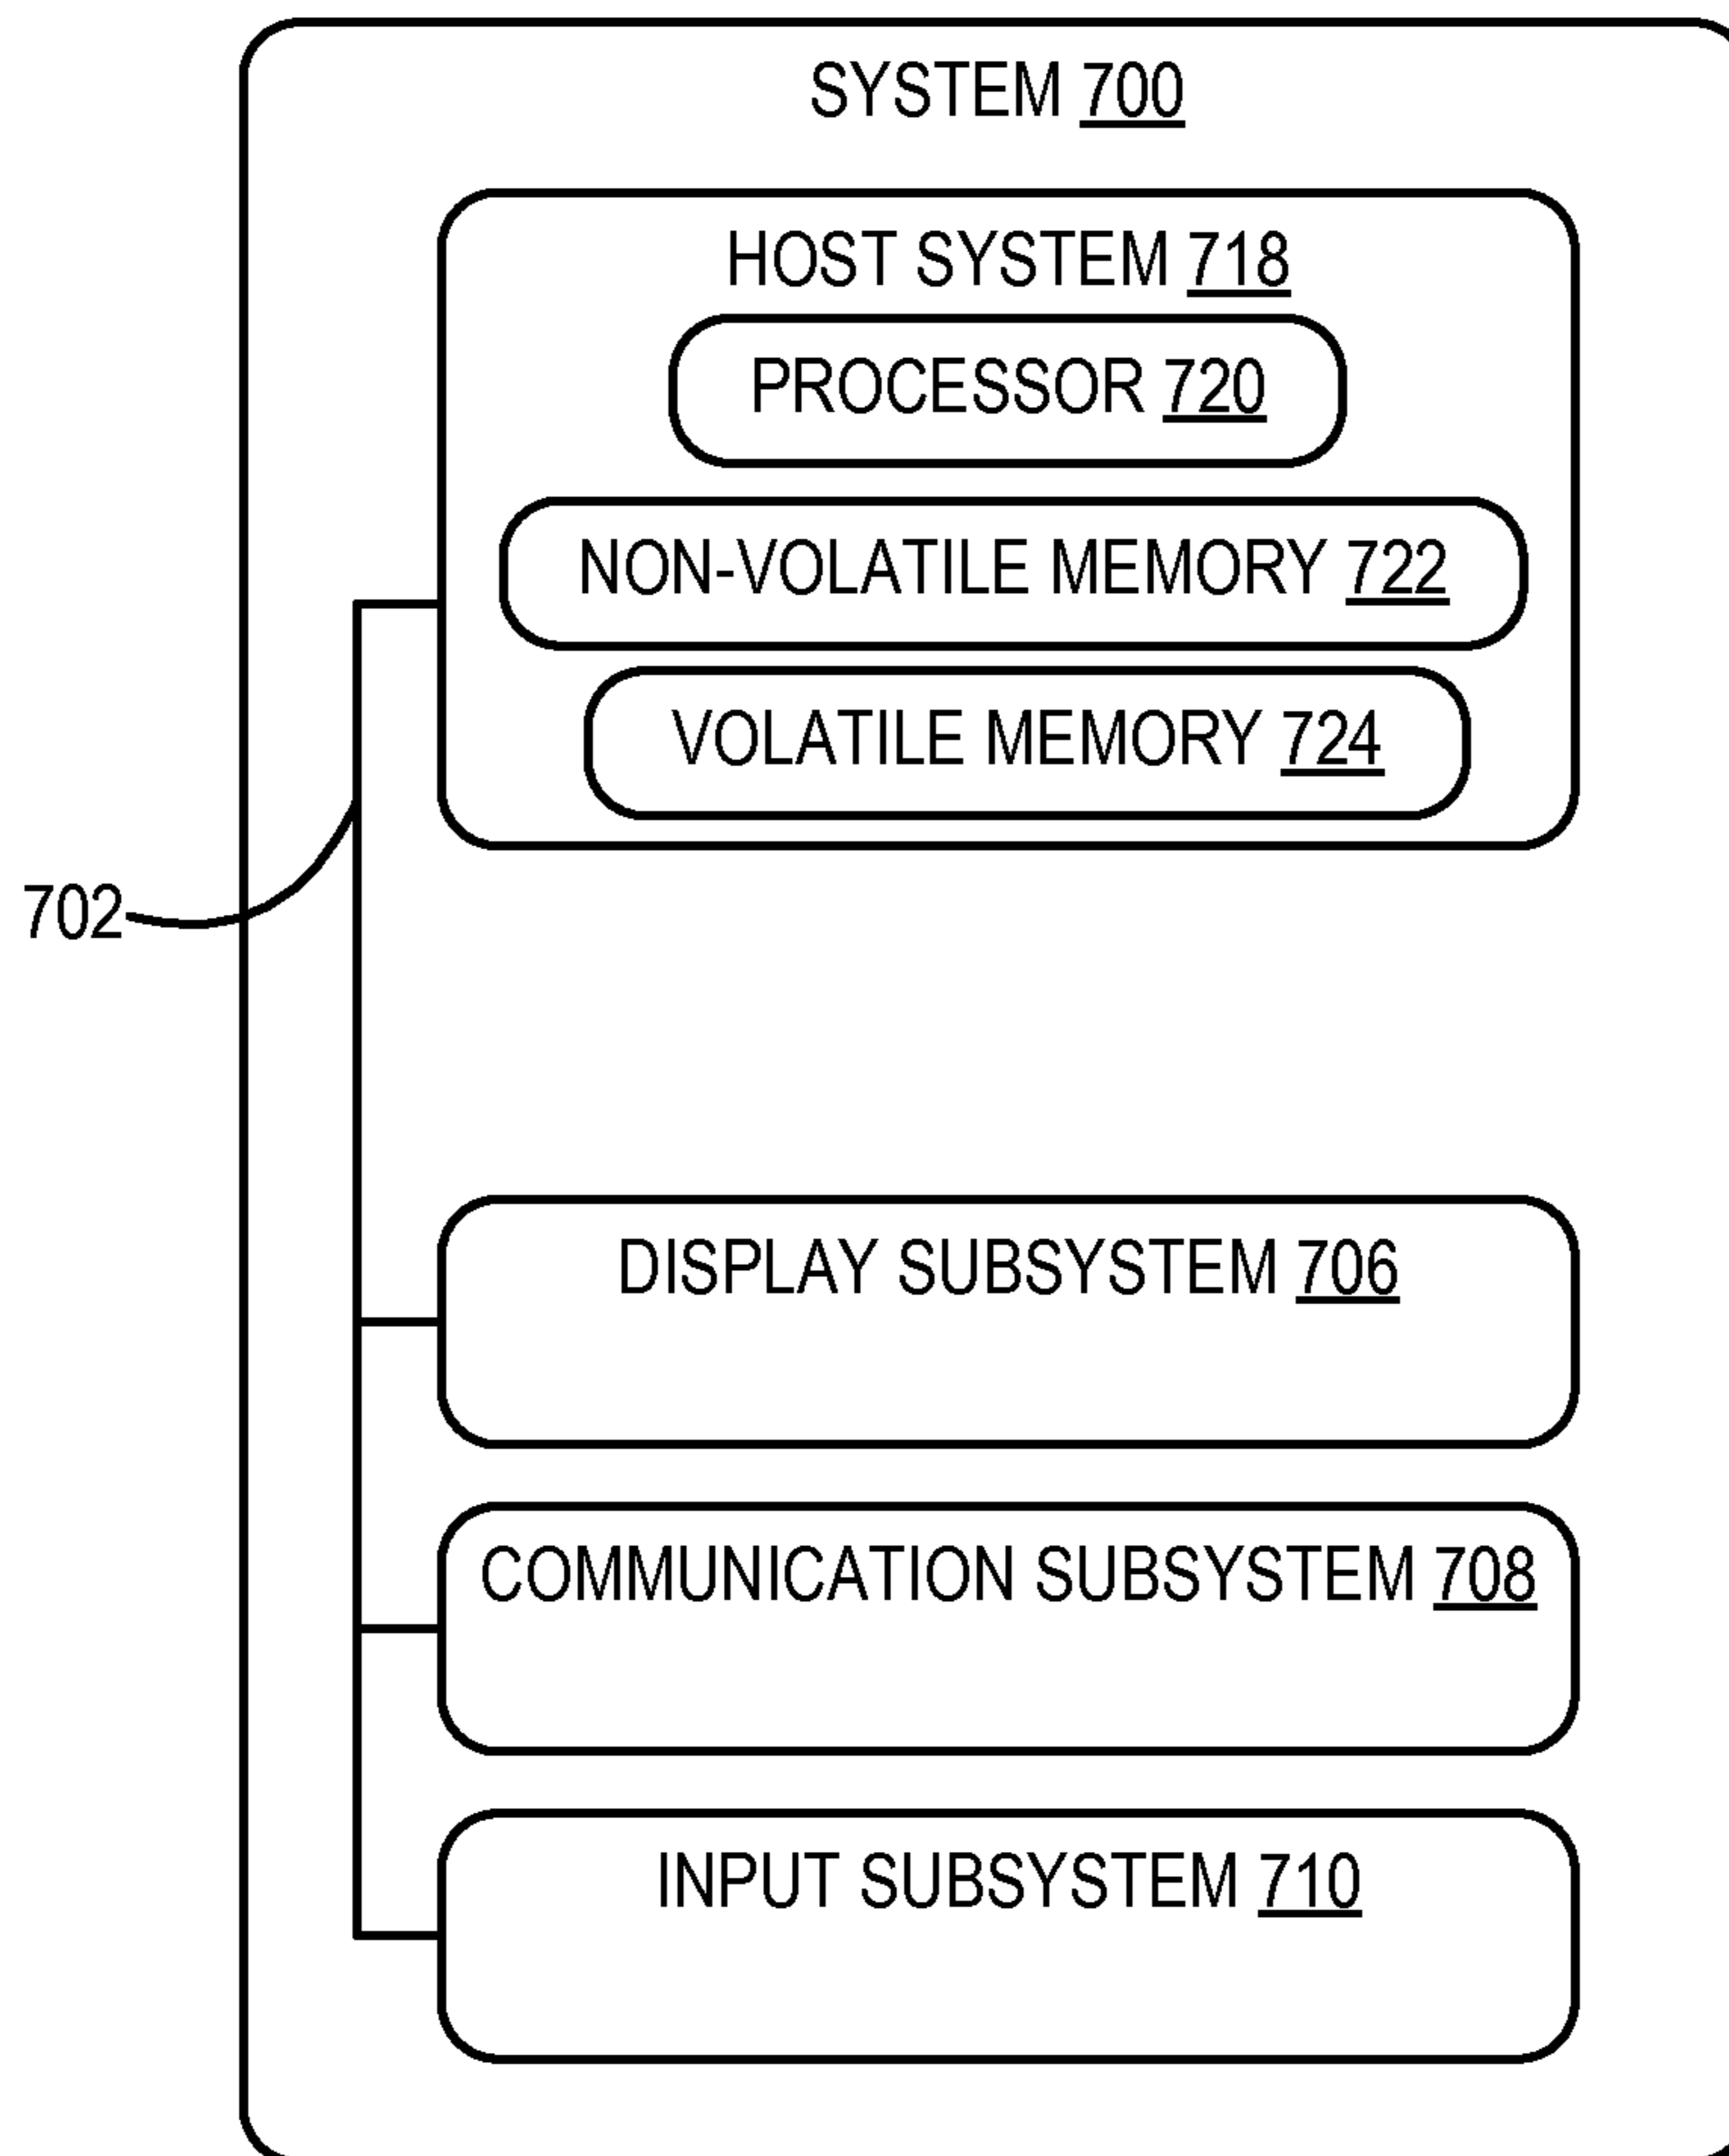 SYSTEM 700
HOST SYSTEM 718
PROCESSOR 720
NON-VOLATILE MEMORY 722
VOLATILE MEMORY 724
702
DISPLAY SUBSYSTEM 706
COMMUNICATION SUBSYSTEM 708
INPUT SUBSYSTEM 710